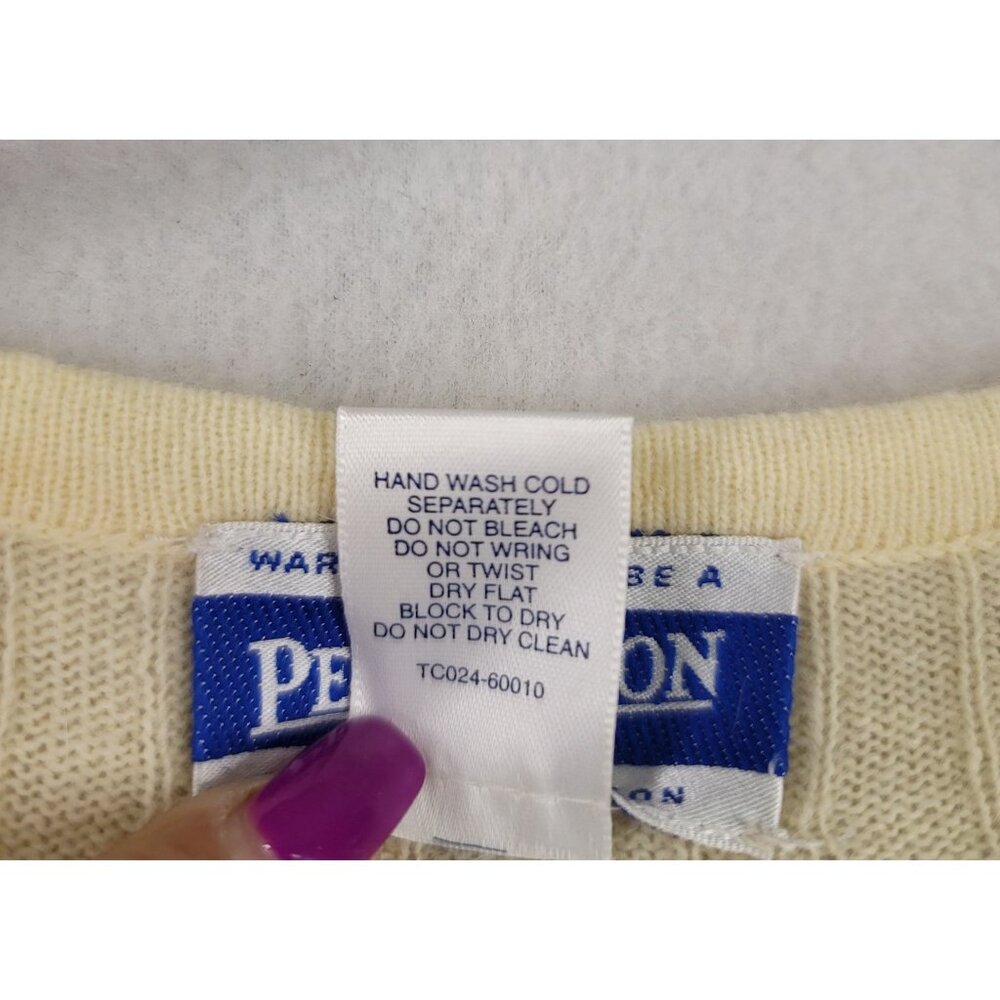 HAND WASH COLD
SEPARATELY
DO NOT BLEACH
DO NOT WRING
OR TWIST
DRY FLAT
BLOCK TO DRY
DO NOT DRY CLEAN
TC024-60010
BE A